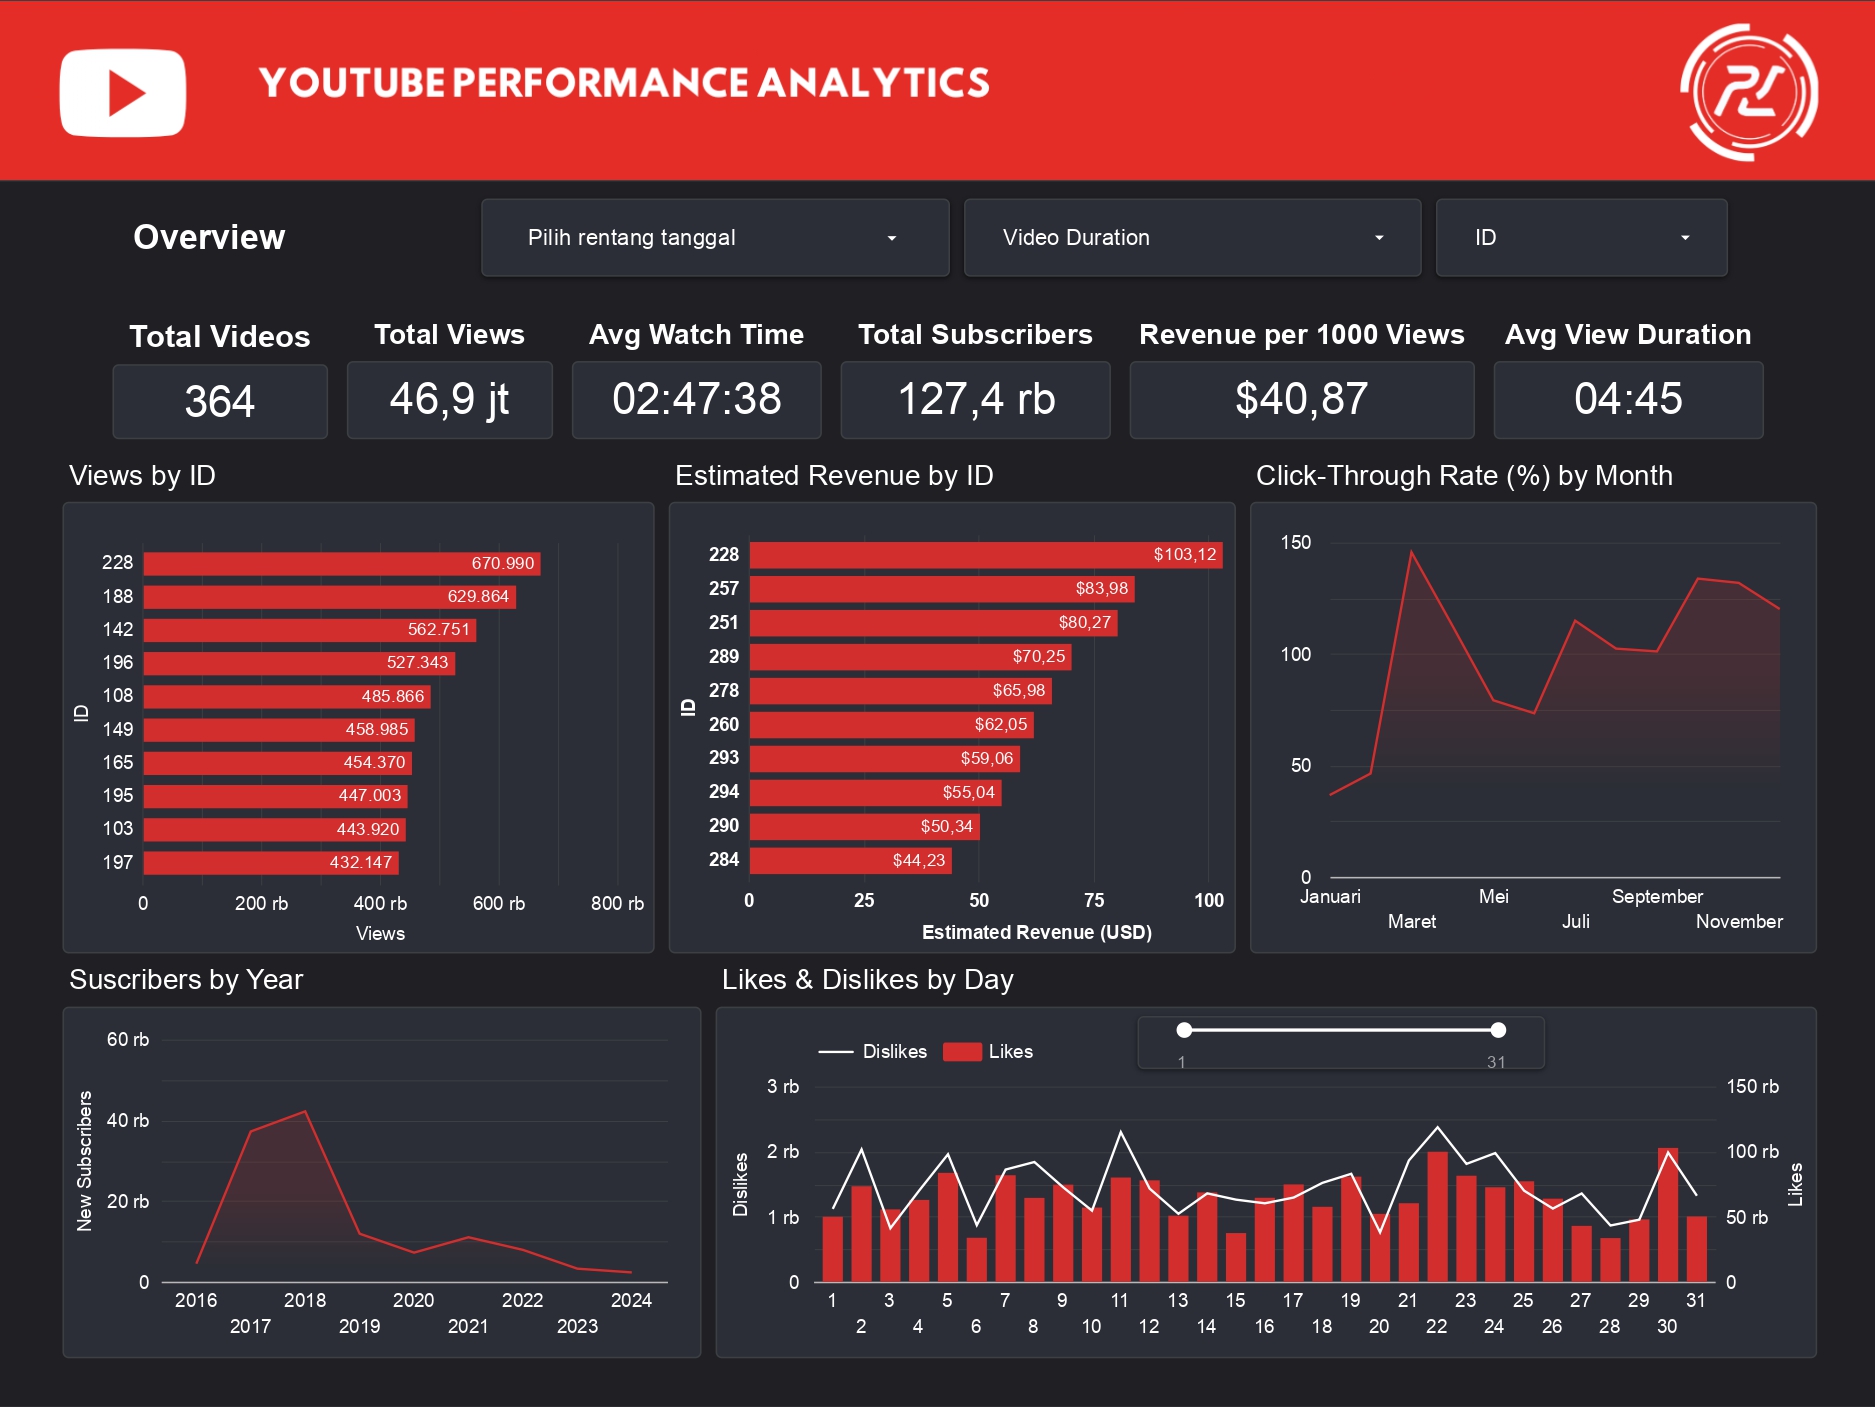 YOUTUBE PERFORMANCE ANALYTICS
Overview
Pilih rentang tanggal
Video Duration
ID
Total Videos
364
Total Views
46,9 jt
Avg Watch Time
02:47:38
Total Subscribers
127,4 rb
Revenue per 1000 Views
$40,87
Avg View Duration
04:45
Views by ID
ID
228 670.990
188 629.864
142 562.751
196 527.343
108 485.866
149 458.985
165 454.370
195 447.003
103 443.920
197 432.147
0 200 rb 400 rb 600 rb 800 rb
Views
Estimated Revenue by ID
ID
228 $103,12
257 $83,98
251 $80,27
289 $70,25
278 $65,98
260 $62,05
293 $59,06
294 $55,04
290 $50,34
284 $44,23
0 25 50 75 100
Estimated Revenue (USD)
Click-Through Rate (%) by Month
150
100
50
0
Januari Mei September
Maret Juli November
Suscribers by Year
New Subscribers
60 rb
40 rb
20 rb
0
2016 2018 2020 2022 2024
2017 2019 2021 2023
Likes & Dislikes by Day
Dislikes Likes
1 31
Dislikes
3 rb
2 rb
1 rb
0
150 rb
100 rb
50 rb
0
Likes
1 3 5 7 9 11 13 15 17 19 21 23 25 27 29 31
2 4 6 8 10 12 14 16 18 20 22 24 26 28 30